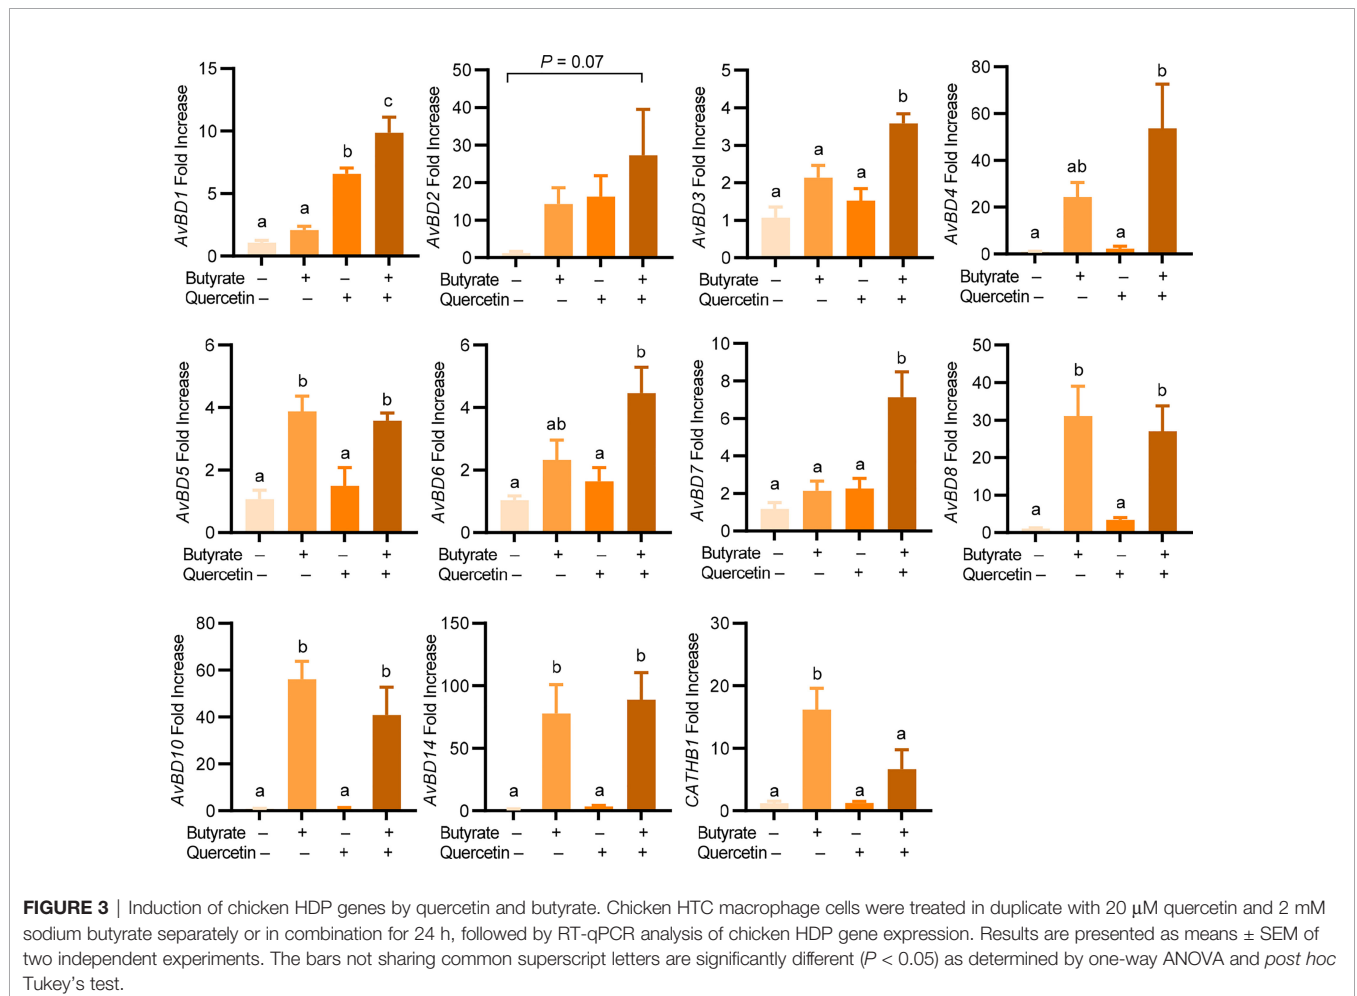 AvBD1 Fold Increase
15
10
5
0
a
a
b
c
Butyrate – + – +
Quercetin – – + +
AvBD2 Fold Increase
50
40
30
20
10
0
P = 0.07
– + – +
– – + +
AvBD3 Fold Increase
5
4
3
2
1
0
a
a
a
b
Butyrate – + – +
Quercetin – – + +
AvBD4 Fold Increase
80
60
40
20
0
a
ab
a
b
– + – +
– – + +
AvBD5 Fold Increase
6
4
2
0
a
b
a
b
Butyrate – + – +
Quercetin – – + +
AvBD6 Fold Increase
6
4
2
0
a
ab
a
b
Butyrate – + – +
Quercetin – – + +
AvBD7 Fold Increase
10
8
6
4
2
0
a
a
a
b
Butyrate – + – +
Quercetin – – + +
AvBD8 Fold Increase
50
40
30
20
10
0
a
b
a
b
Butyrate – + – +
Quercetin – – + +
AvBD10 Fold Increase
80
60
40
20
0
a
b
a
b
Butyrate – + – +
Quercetin – – + +
AvBD14 Fold Increase
150
100
50
0
a
b
a
b
Butyrate – + – +
Quercetin – – + +
CATHB1 Fold Increase
30
20
10
0
a
b
a
a
Butyrate – + – +
Quercetin – – + +
FIGURE 3 | Induction of chicken HDP genes by quercetin and butyrate. Chicken HTC macrophage cells were treated in duplicate with 20 μM quercetin and 2 mM
sodium butyrate separately or in combination for 24 h, followed by RT-qPCR analysis of chicken HDP gene expression. Results are presented as means ± SEM of
two independent experiments. The bars not sharing common superscript letters are significantly different (P < 0.05) as determined by one-way ANOVA and post hoc
Tukey’s test.